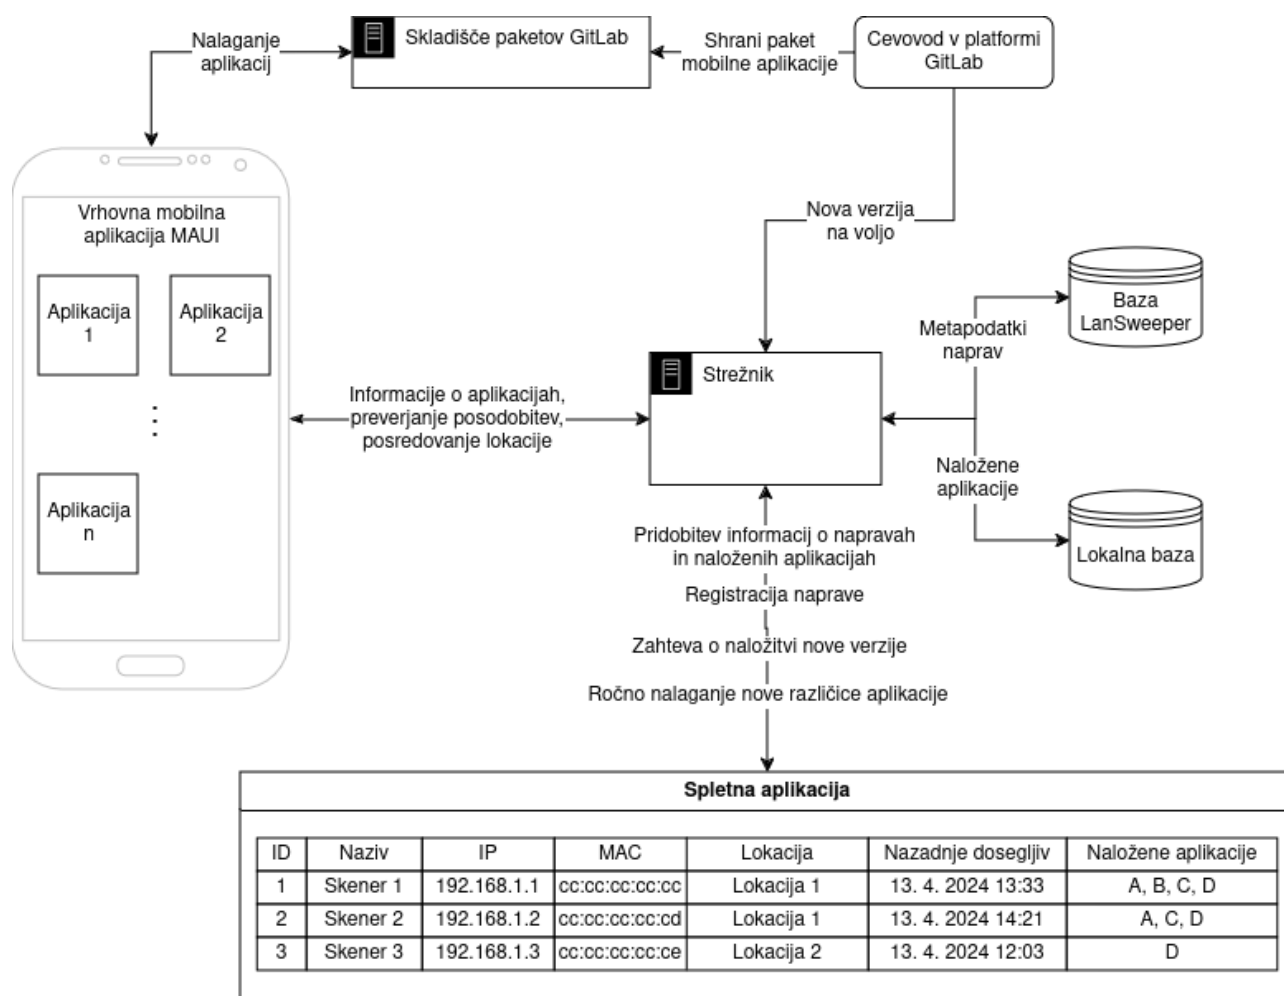 Nalaganje
aplikacij
Skladišče paketov GitLab
Shrani paket
mobilne aplikacije
Cevovod v platformi
GitLab
Vrhovna mobilna
aplikacija MAUI
Aplikacija
1
Aplikacija
2
Aplikacija
n
Nova verzija
na voljo
Informacije o aplikacijah,
preverjanje posodobitev,
posredovanje lokacije
Strežnik
Metapodatki
naprav
Baza
LanSweeper
Naložene
aplikacije
Lokalna baza
Pridobitev informacij o napravah
in naloženih aplikacijah
Registracija naprave
Zahteva o naložitvi nove verzije
Ročno nalaganje nove različice aplikacije
Spletna aplikacija
ID Naziv IP MAC Lokacija Nazadnje dosegljiv Naložene aplikacije
1 Skener 1 192.168.1.1 cc:cc:cc:cc:cc Lokacija 1 13. 4. 2024 13:33 A, B, C, D
2 Skener 2 192.168.1.2 cc:cc:cc:cc:cd Lokacija 1 13. 4. 2024 14:21 A, C, D
3 Skener 3 192.168.1.3 cc:cc:cc:cc:ce Lokacija 2 13. 4. 2024 12:03 D